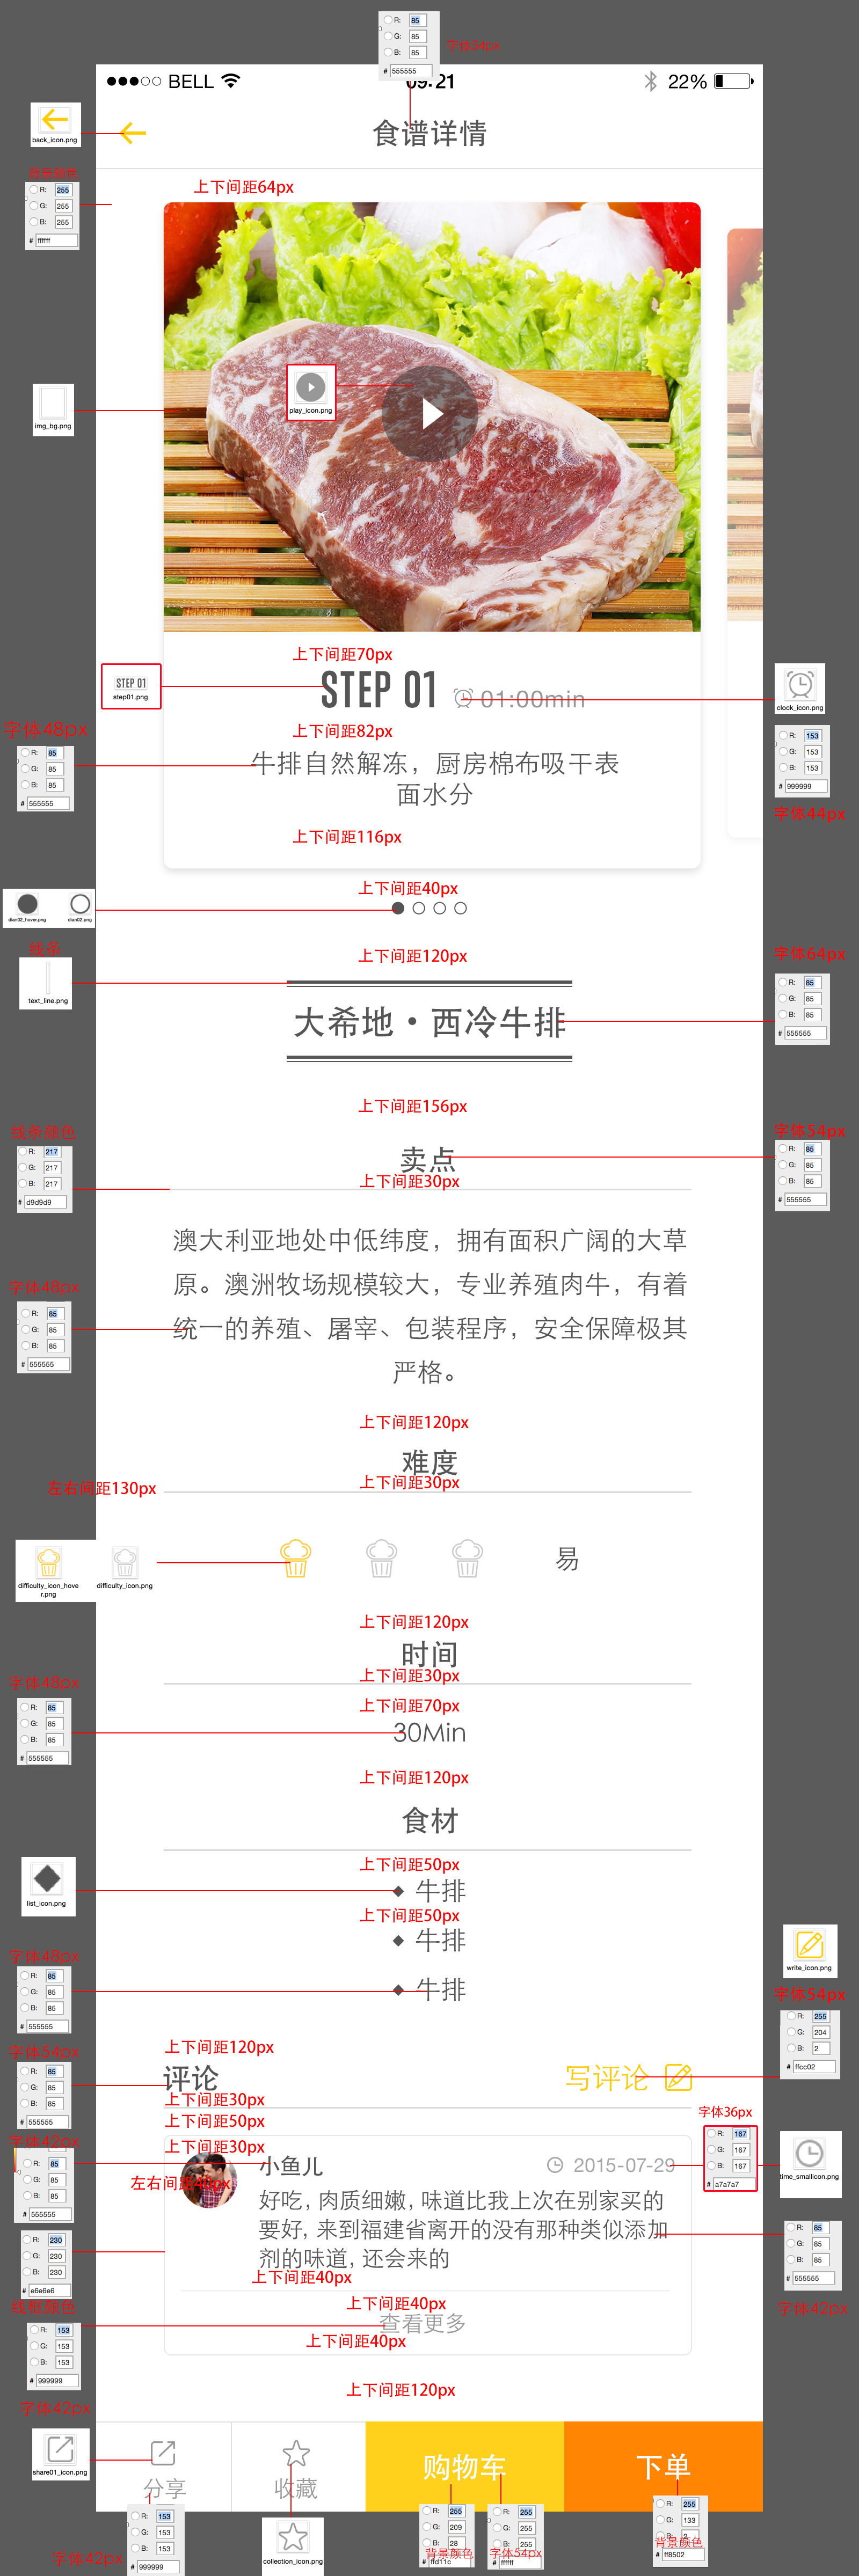 R: 85
G: 85
B: 85
# 555555
字体54px
BELL
09:21
22%
back_icon.png
食谱详情
背景颜色
R: 255
G: 255
B: 255
# ffffff
上下间距64px
img_bg.png
play_icon.png
上下间距70px
STEP 01
step01.png
STEP 01
01:00min
clock_icon.png
上下间距82px
字体48px
R: 85
G: 85
B: 85
# 555555
牛排自然解冻，厨房棉布吸干表
面水分
R: 153
G: 153
B: 153
# 999999
字体44px
上下间距116px
上下间距40px
dian02_hover.png
dian02.png
线条
text_line.png
上下间距120px
大希地·西冷牛排
字体64px
R: 85
G: 85
B: 85
# 555555
上下间距156px
线条颜色
R: 217
G: 217
B: 217
# d9d9d9
卖点
上下间距30px
字体54px
R: 85
G: 85
B: 85
# 555555
澳大利亚地处中低纬度，拥有面积广阔的大草
原。澳洲牧场规模较大，专业养殖肉牛，有着
统一的养殖、屠宰、包装程序，安全保障极其
严格。
字体48px
R: 85
G: 85
B: 85
# 555555
上下间距120px
难度
上下间距30px
左右间距130px
difficulty_icon_hove
r.png
difficulty_icon.png
易
上下间距120px
时间
上下间距30px
字体48px
R: 85
G: 85
B: 85
# 555555
上下间距70px
30Min
上下间距120px
食材
上下间距50px
list_icon.png
牛排
上下间距50px
牛排
牛排
字体48px
R: 85
G: 85
B: 85
# 555555
write_icon.png
字体54px
R: 255
G: 204
B: 2
# ffcc02
上下间距120px
评论
写评论
上下间距30px
上下间距50px
字体54px
R: 85
G: 85
B: 85
# 555555
字体36px
R: 167
G: 167
B: 167
# a7a7a7
time_smallicon.png
字体42px
R: 85
G: 85
B: 85
# 555555
上下间距30px
小鱼儿
2015-07-29
左右间距40px
好吃, 肉质细嫩, 味道比我上次在别家买的
要好, 来到福建省离开的没有那种类似添加
剂的味道, 还会来的
R: 85
G: 85
B: 85
# 555555
字体42px
R: 230
G: 230
B: 230
# e6e6e6
线框颜色
上下间距40px
上下间距40px
查看更多
上下间距40px
R: 153
G: 153
B: 153
# 999999
字体42px
上下间距120px
share01_icon.png
分享
收藏
购物车
下单
字体42px
R: 153
G: 153
B: 153
# 999999
collection_icon.png
R: 255
G: 209
B: 28
背景颜色
# ffd11c
R: 255
G: 255
B: 255
字体54px
# ffffff
R: 255
G: 133
B: 2
背景颜色
# ff8502